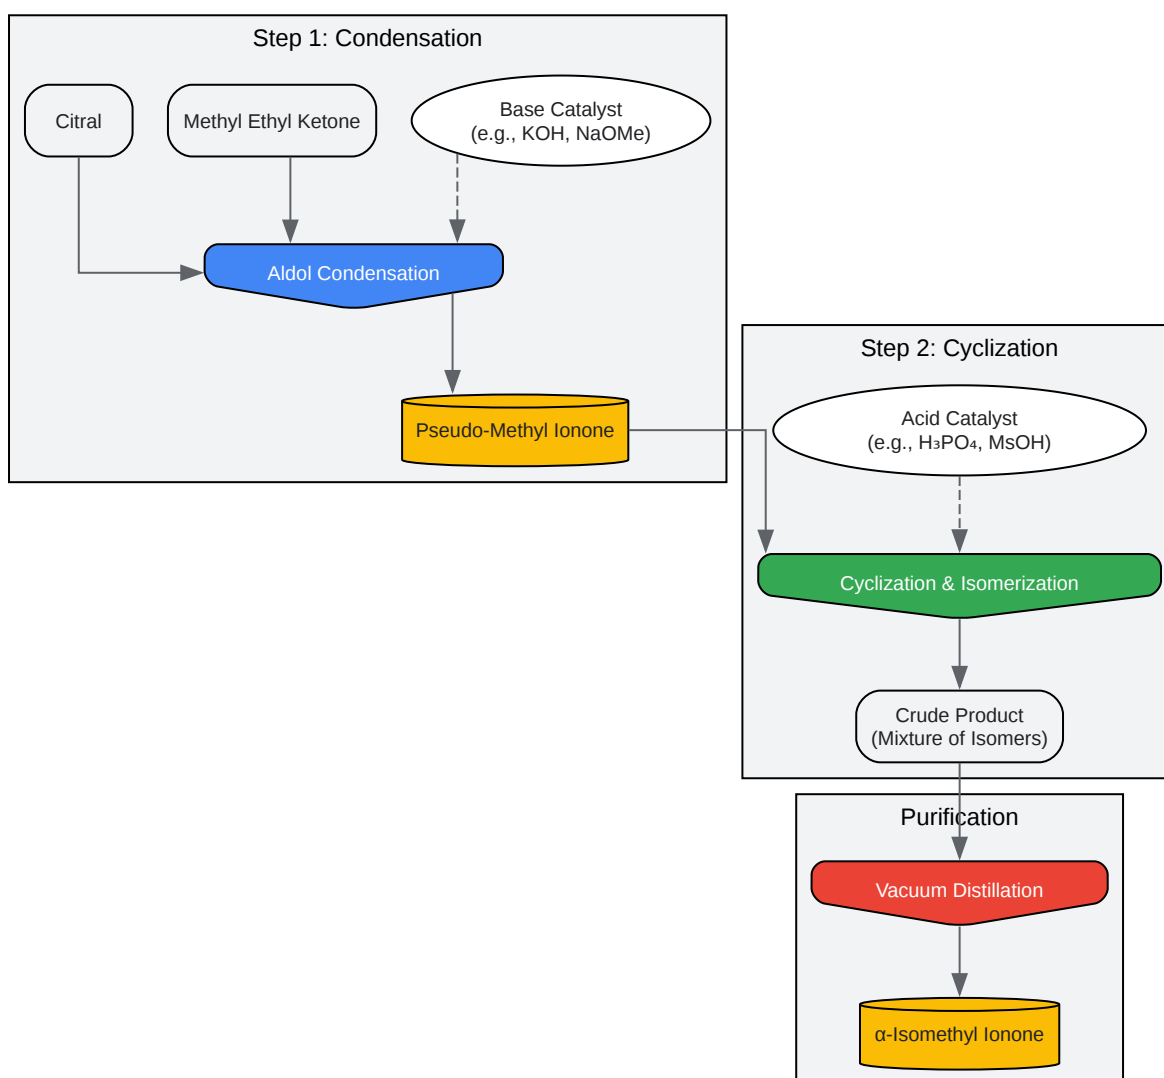 Step 1: Condensation
Citral
Methyl Ethyl Ketone
Base Catalyst
(e.g., KOH, NaOMe)
Aldol Condensation
Pseudo-Methyl Ionone
Step 2: Cyclization
Acid Catalyst
(e.g., H₃PO₄, MsOH)
Cyclization & Isomerization
Crude Product
(Mixture of Isomers)
Purification
Vacuum Distillation
α-Isomethyl Ionone